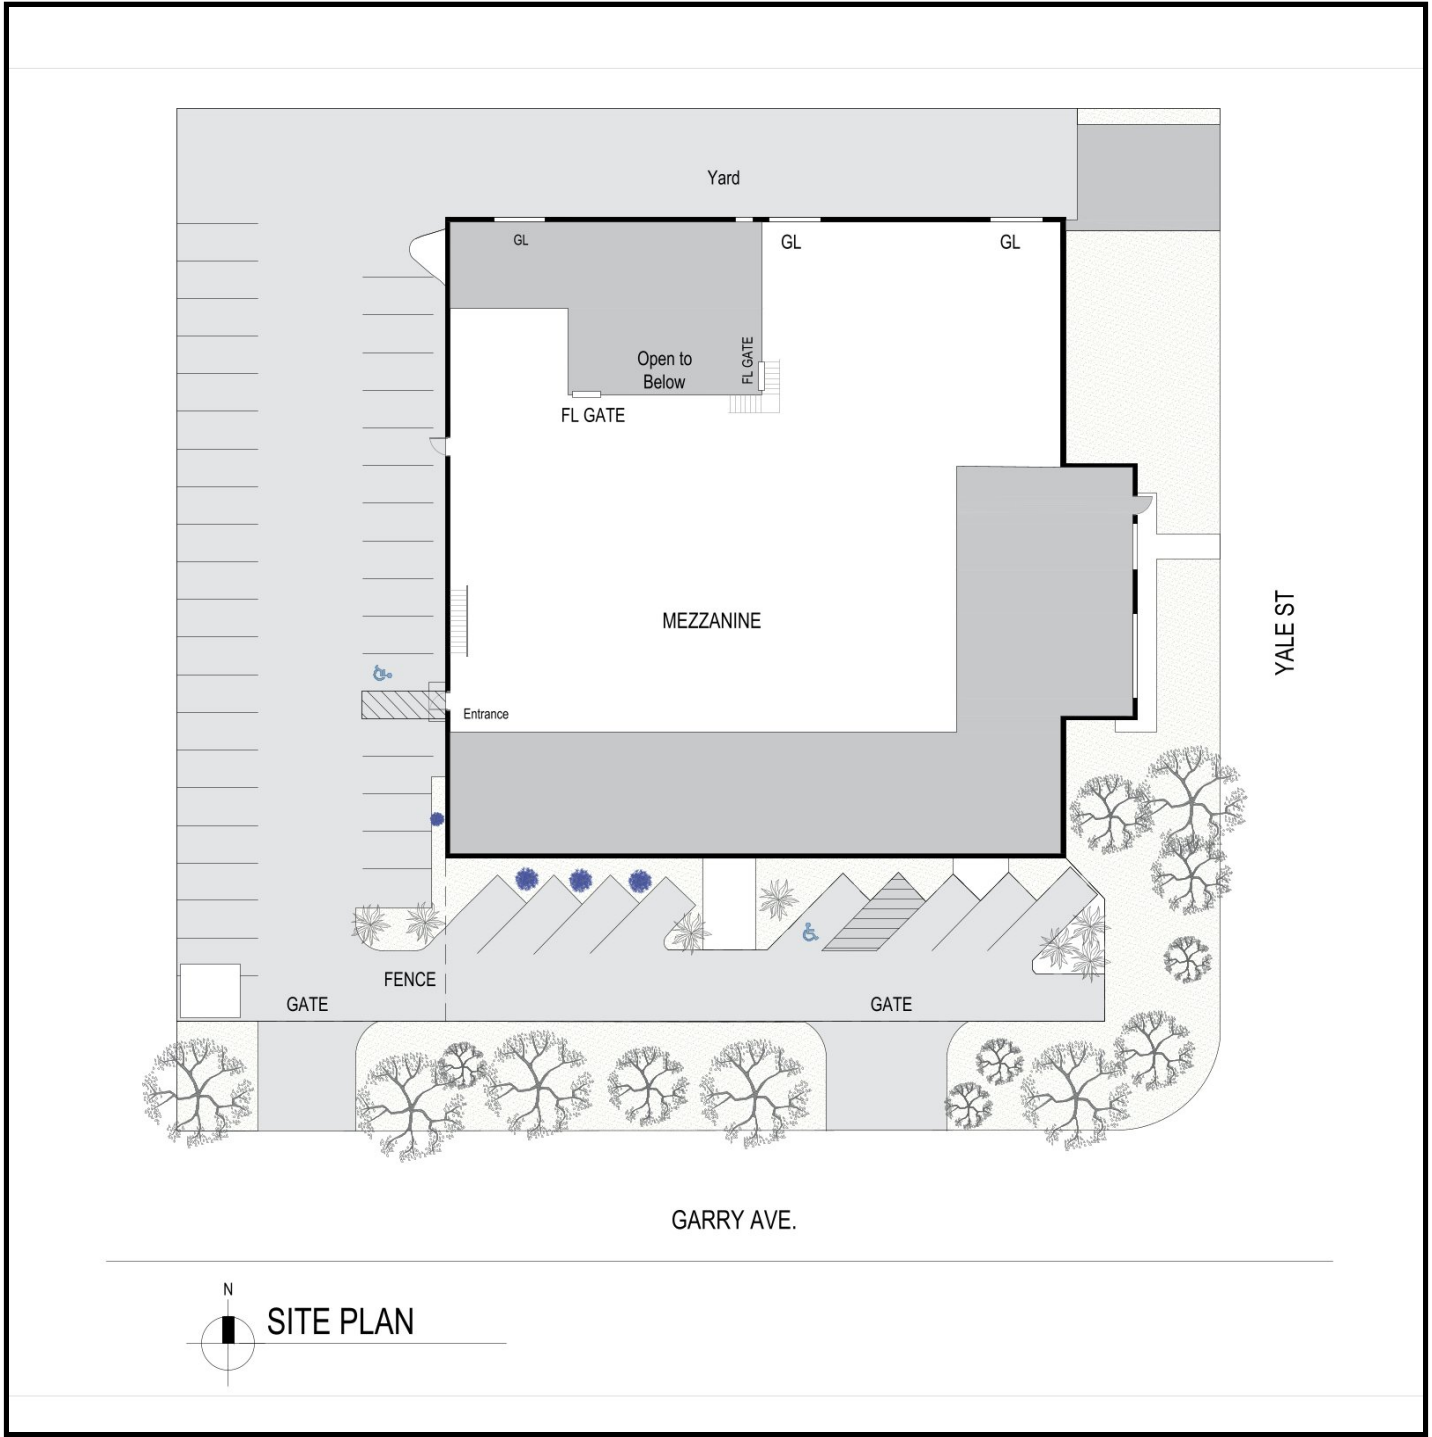 Yard
GL
GL
GL
Open to
Below
FL GATE
FL GATE
MEZZANINE
YALE ST
Entrance
FENCE
GATE
GATE
GARRY AVE.
N
SITE PLAN